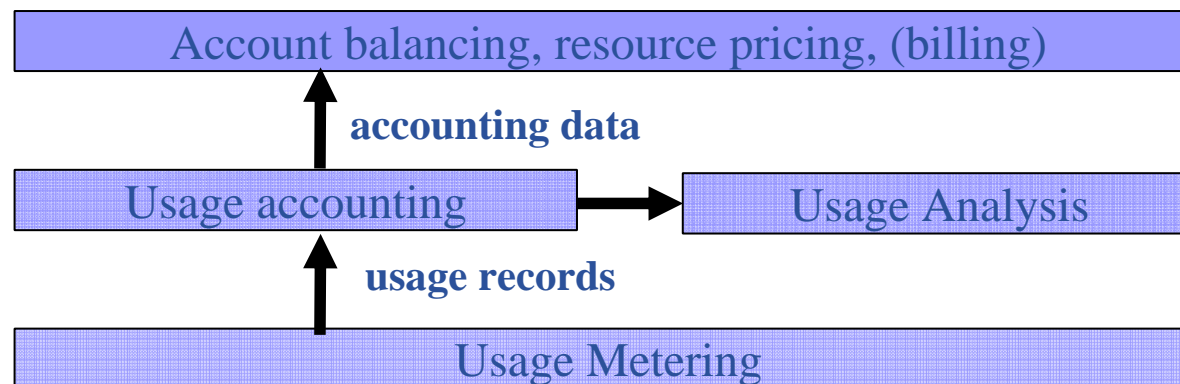 Account balancing, resource pricing, (billing)
accounting data
Usage accounting
Usage Analysis
usage records
Usage Metering